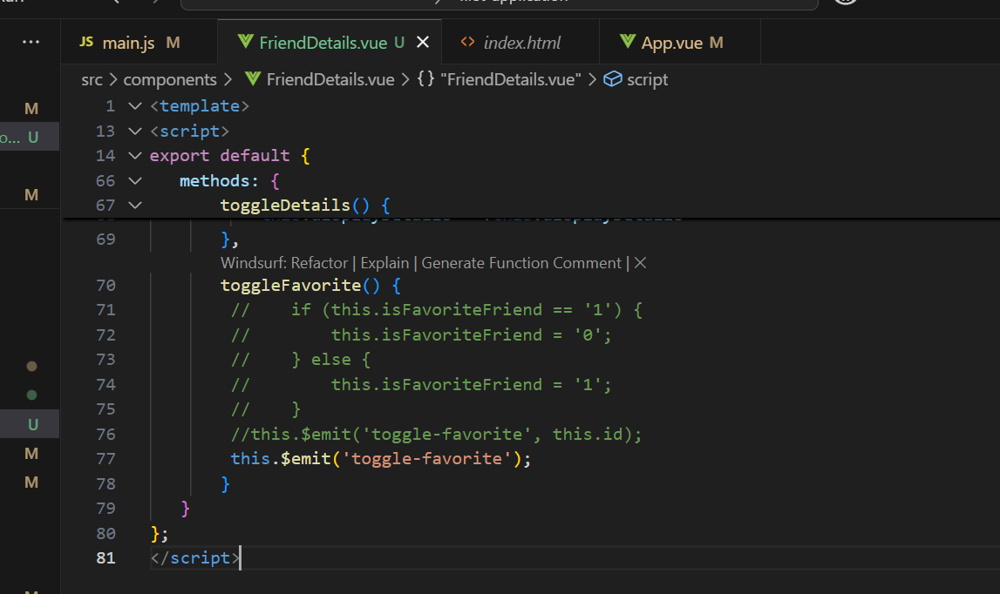 ...
JS main.js M
FriendDetails.vue U
index.html
App.vue M
src > components > FriendDetails.vue > {} "FriendDetails.vue" > script
M
o... U
M
U
M
M
1 <template>
13 <script>
14 export default {
66 methods: {
67 toggleDetails() {
69 },
Windsurf: Refactor | Explain | Generate Function Comment | ×
70 toggleFavorite() {
71 // if (this.isFavoriteFriend == '1') {
72 // this.isFavoriteFriend = '0';
73 // } else {
74 // this.isFavoriteFriend = '1';
75 // }
76 //this.$emit('toggle-favorite', this.id);
77 this.$emit('toggle-favorite');
78 }
79 }
80 };
81 </script>